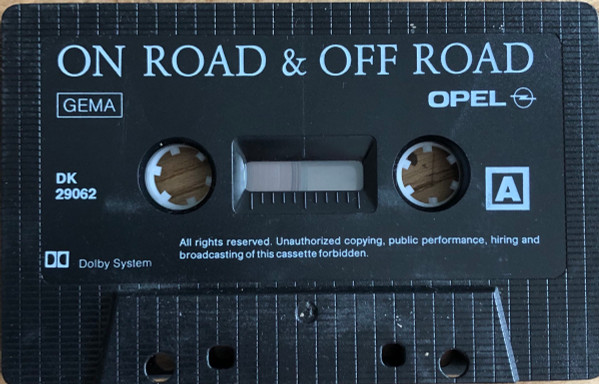 ON ROAD & OFF ROAD
GEMA
OPEL
DK
29062
A
All rights reserved. Unauthorized copying, public performance, hiring and
broadcasting of this cassette forbidden.
Dolby System